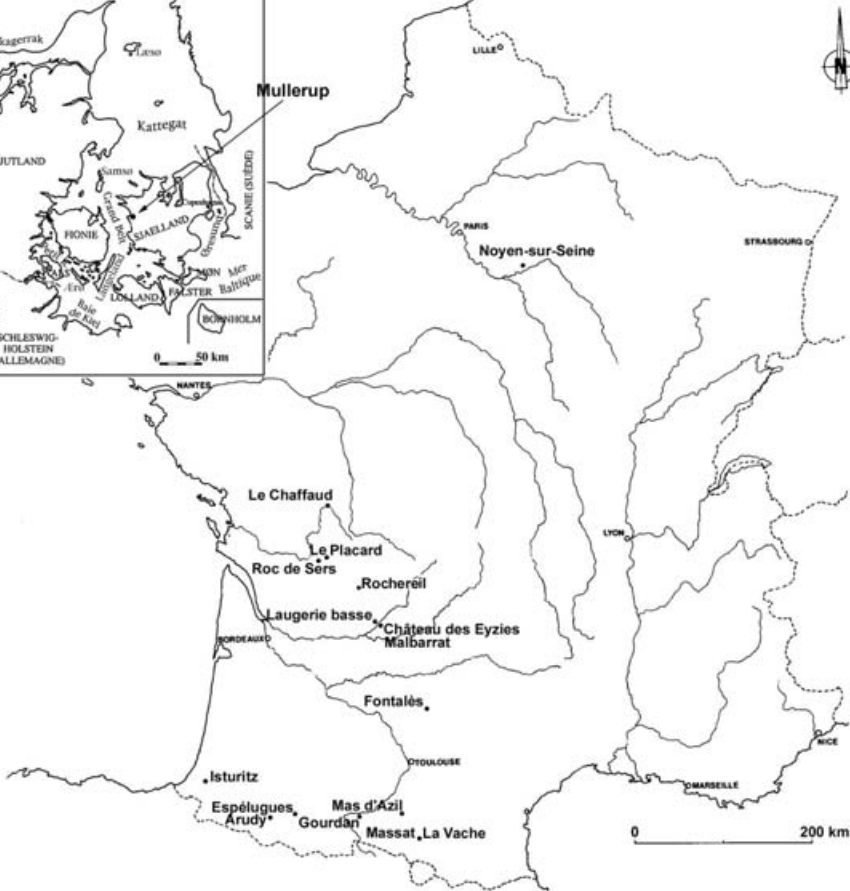 Læsø
Mullerup
Kattegat
JUTLAND
Samsø
SCANIE (SUÈDE)
Copenhague
Grand Belt
SJAELLAND
FIONIE
Øresund
Langeland
Ærø
MØN
Mer
Baltique
LOLLAND
FALSTER
Baie
de Kiel
BORNHOLM
SCHLESWIG-
HOLSTEIN
ALLEMAGNE)
0 50 km
N
LILLE
PARIS
Noyen-sur-Seine
STRASBOURG
NANTES
Le Chaffaud
LYON
Le Placard
Roc de Sers
Rochereil
Laugerie basse
Château des Eyzies
Malbarrat
BORDEAUX
Fontalès
NICE
TOULOUSE
Isturitz
MARSEILLE
Espélugues
Mas d'Azil
Arudy
Gourdan
Massat
La Vache
0 200 km